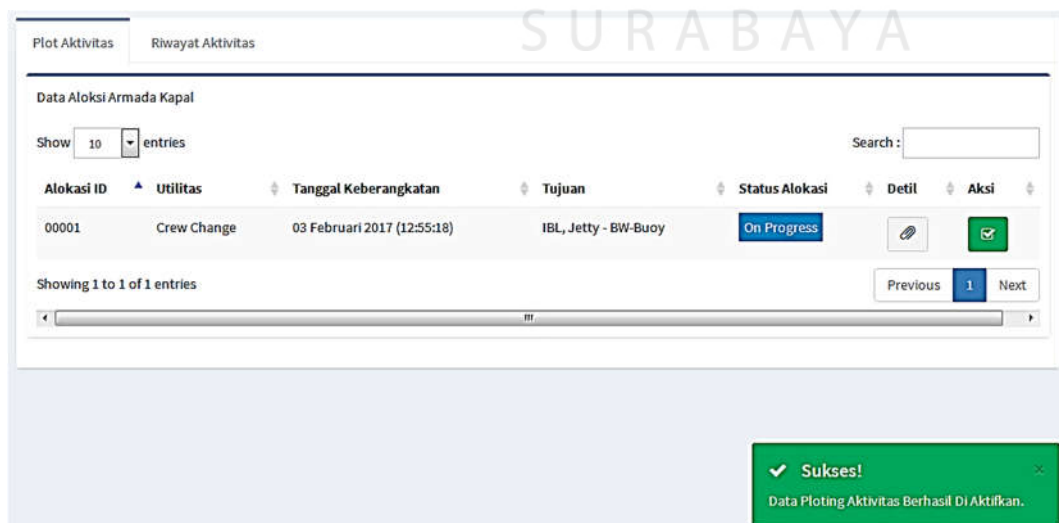 SURABAYA
Plot Aktivitas Riwayat Aktivitas
Data Aloksi Armada Kapal
Show 10 entries Search :
Alokasi ID Utilitas Tanggal Keberangkatan Tujuan Status Alokasi Detil Aksi
00001 Crew Change 03 Februari 2017 (12:55:18) IBL, Jetty - BW-Buoy On Progress
Showing 1 to 1 of 1 entries Previous 1 Next
Sukses!
Data Ploting Aktivitas Berhasil Di Aktifkan.